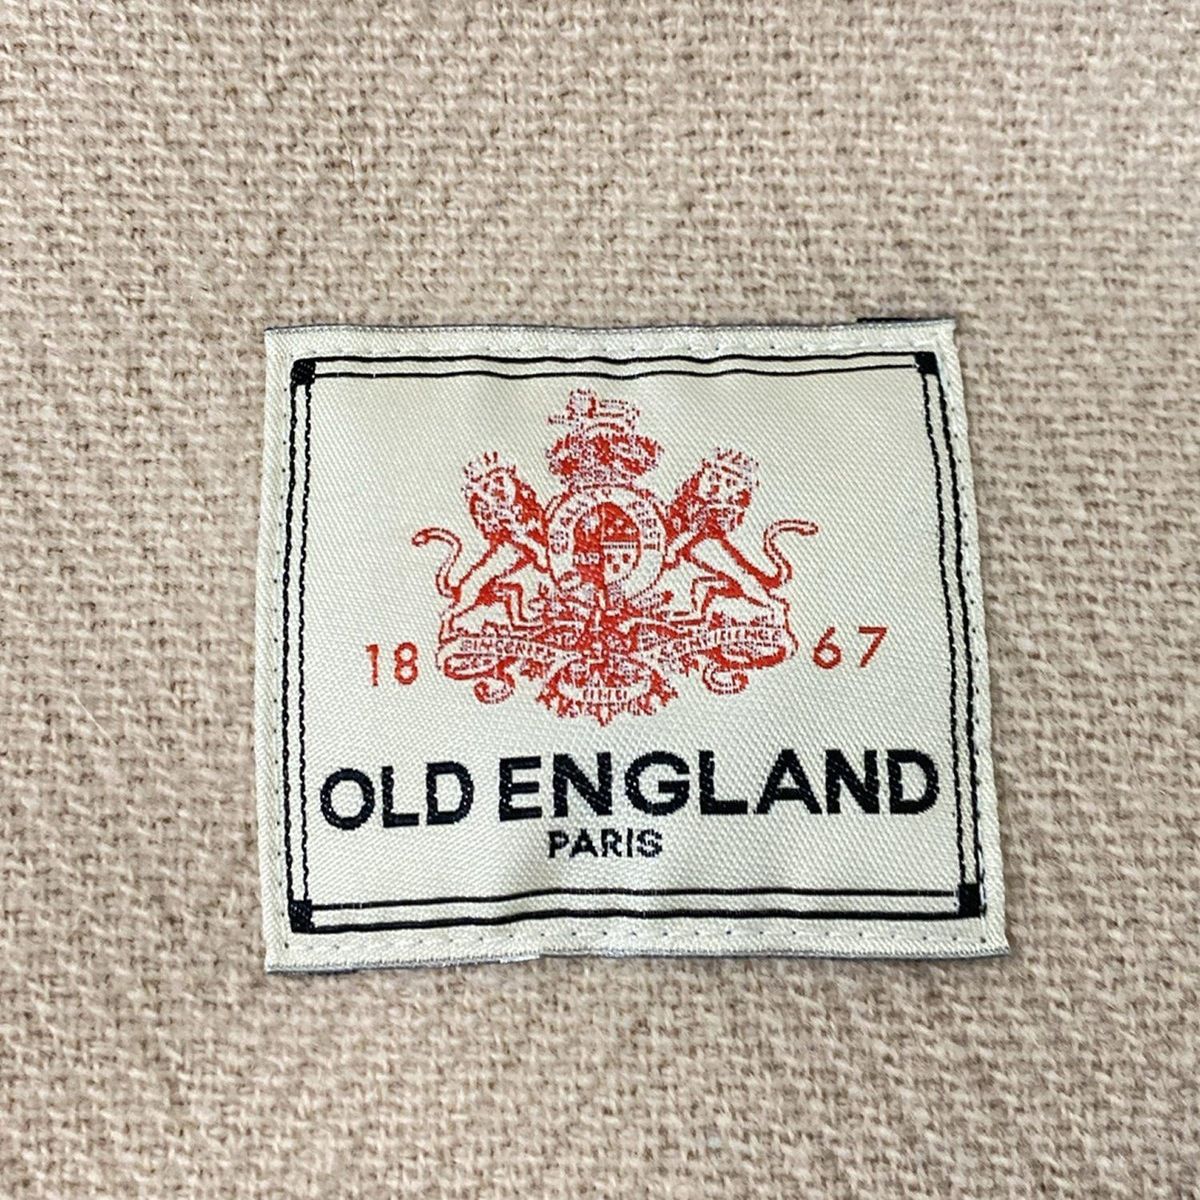 18 67
OLD ENGLAND
PARIS